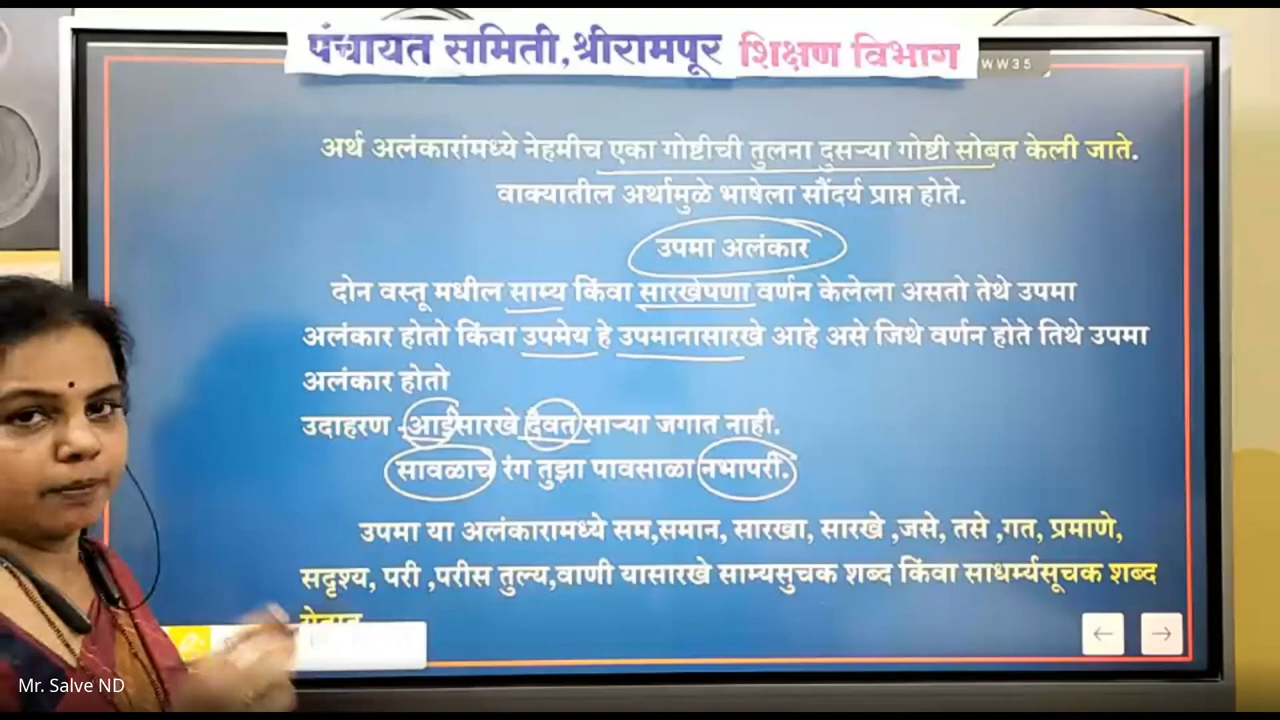 पंचायत समिती,श्रीरामपूर शिक्षण विभाग
WW35
अर्थ अलंकारांमध्ये नेहमीच एका गोष्टीची तुलना दुसऱ्या गोष्टी सोबत केली जाते.
वाक्यातील अर्थामुळे भाषेला सौंदर्य प्राप्त होते.
उपमा अलंकार
दोन वस्तू मधील साम्य किंवा सारखेपणा वर्णन केलेला असतो तेथे उपमा
अलंकार होतो किंवा उपमेय हे उपमानासारखे आहे असे जिथे वर्णन होते तिथे उपमा
अलंकार होतो
उदाहरण -आईसारखे दैवत साऱ्या जगात नाही.
सावळाच रंग तुझा पावसाळा नभापरी.
उपमा या अलंकारामध्ये सम,समान, सारखा, सारखे ,जसे, तसे ,गत, प्रमाणे,
सदृश्य, परी ,परीस तुल्य,वाणी यासारखे साम्यसुचक शब्द किंवा साधर्म्यसूचक शब्द
Mr. Salve ND